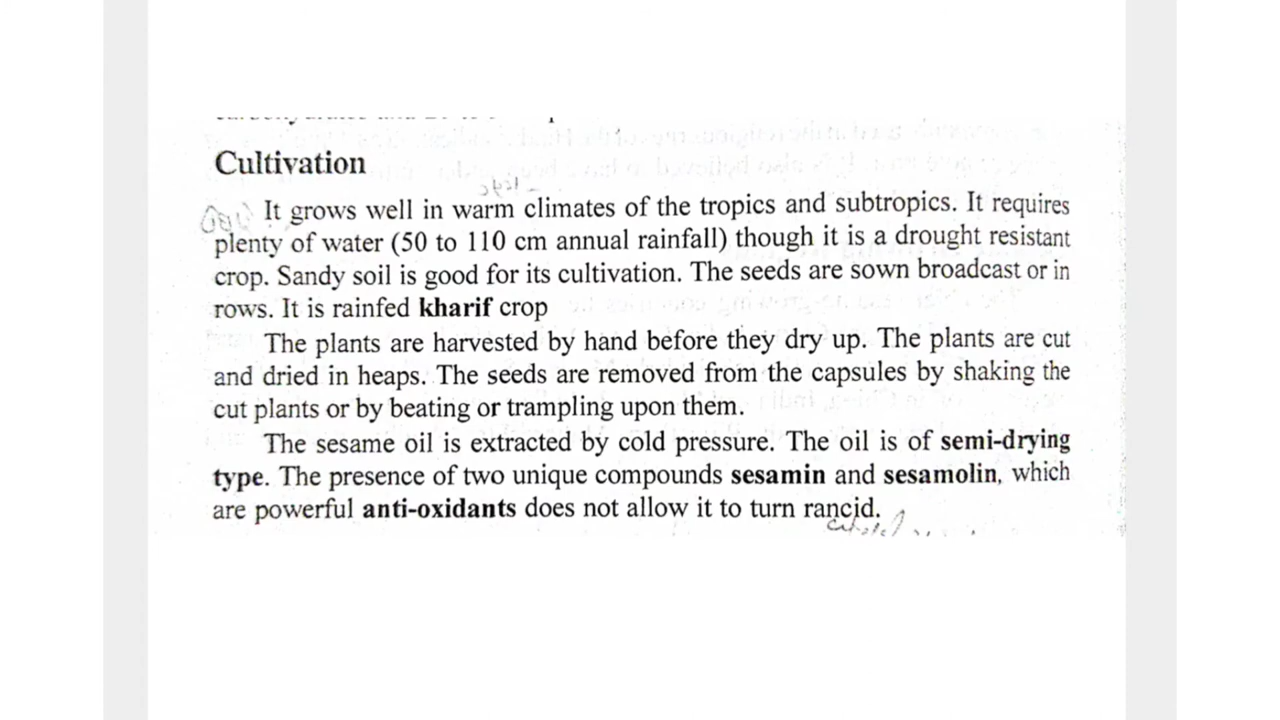 Cultivation
It grows well in warm climates of the tropics and subtropics. It requires
plenty of water (50 to 110 cm annual rainfall) though it is a drought resistant
crop. Sandy soil is good for its cultivation. The seeds are sown broadcast or in
rows. It is rainfed kharif crop
The plants are harvested by hand before they dry up. The plants are cut
and dried in heaps. The seeds are removed from the capsules by shaking the
cut plants or by beating or trampling upon them.
The sesame oil is extracted by cold pressure. The oil is of semi-drying
type. The presence of two unique compounds sesamin and sesamolin, which
are powerful anti-oxidants does not allow it to turn rancid.